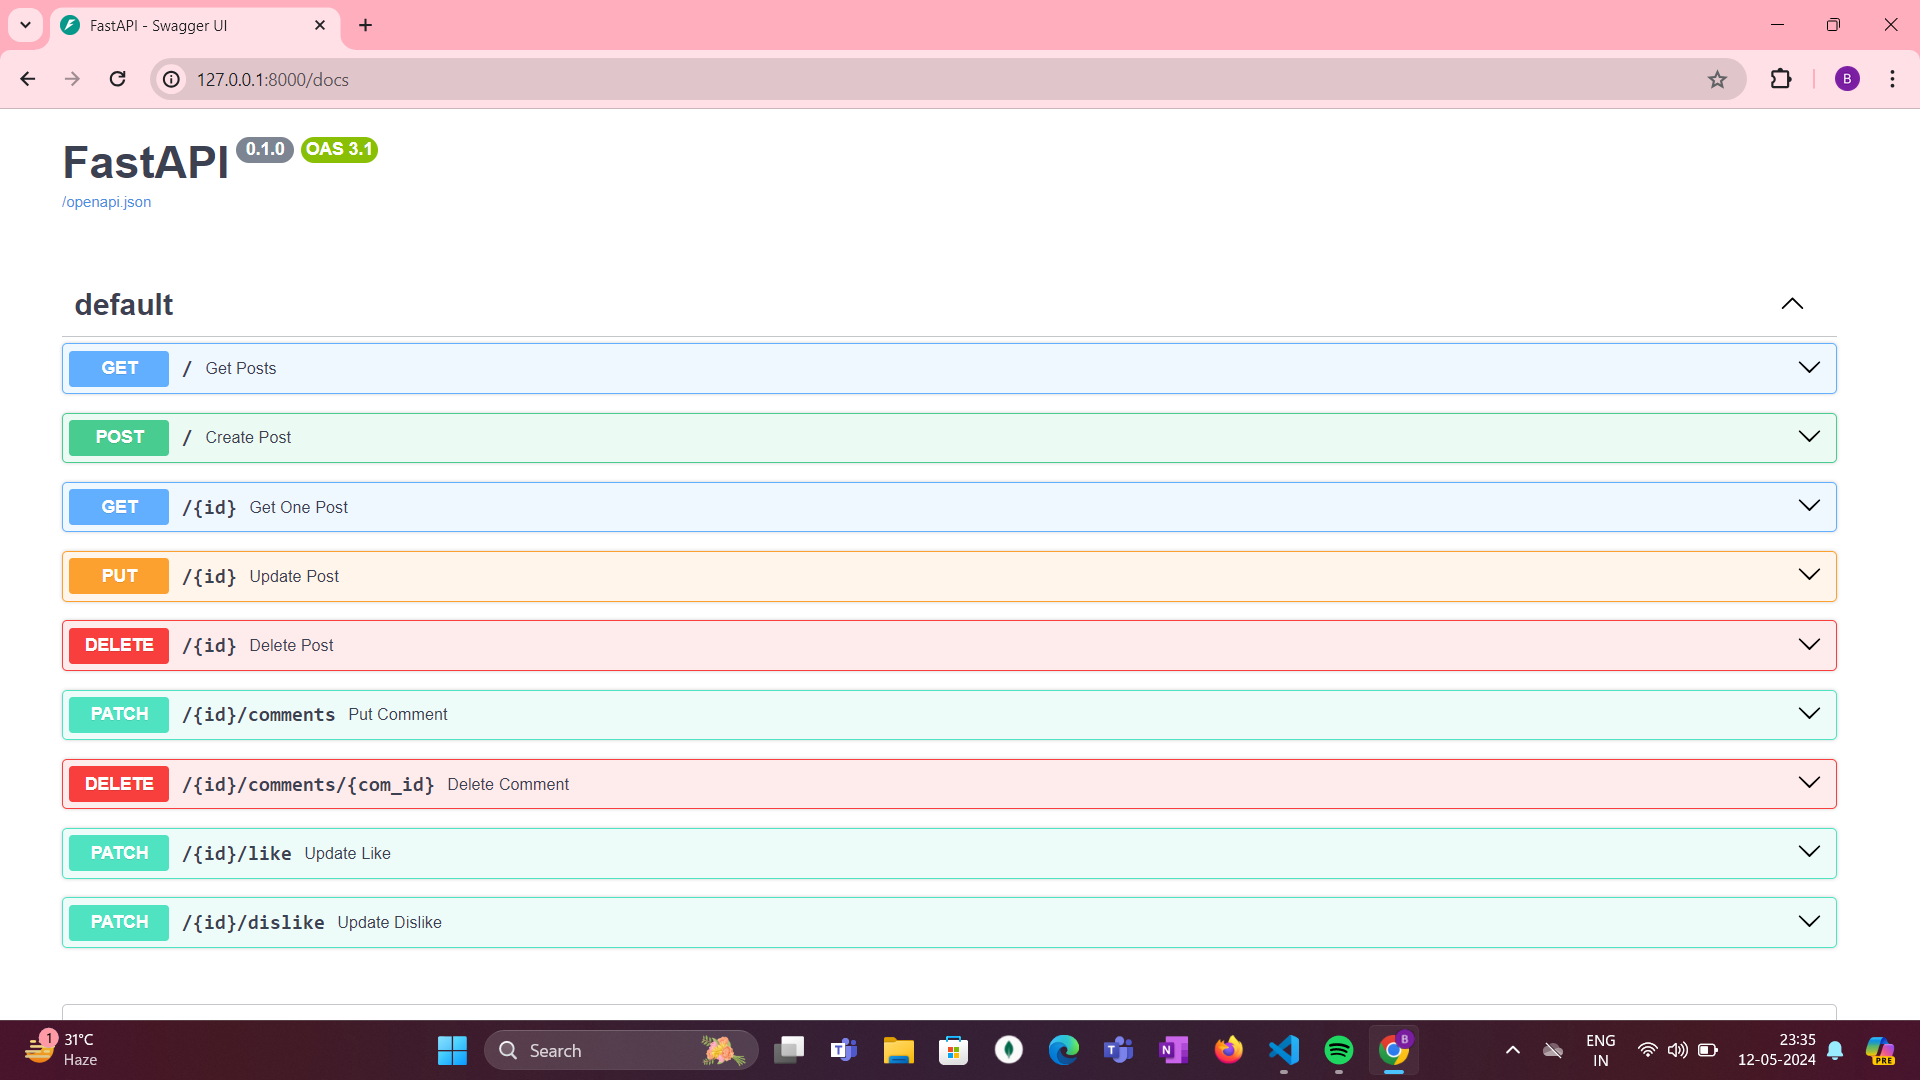 FastAPI - Swagger UI
127.0.0.1:8000/docs
B
FastAPI 0.1.0 OAS 3.1
/openapi.json
default
GET / Get Posts
POST / Create Post
GET /{id} Get One Post
PUT /{id} Update Post
DELETE /{id} Delete Post
PATCH /{id}/comments Put Comment
DELETE /{id}/comments/{com_id} Delete Comment
PATCH /{id}/like Update Like
PATCH /{id}/dislike Update Dislike
1
31°C
Haze
Search
T
T
N
B
ENG
IN
23:35
12-05-2024
PRE